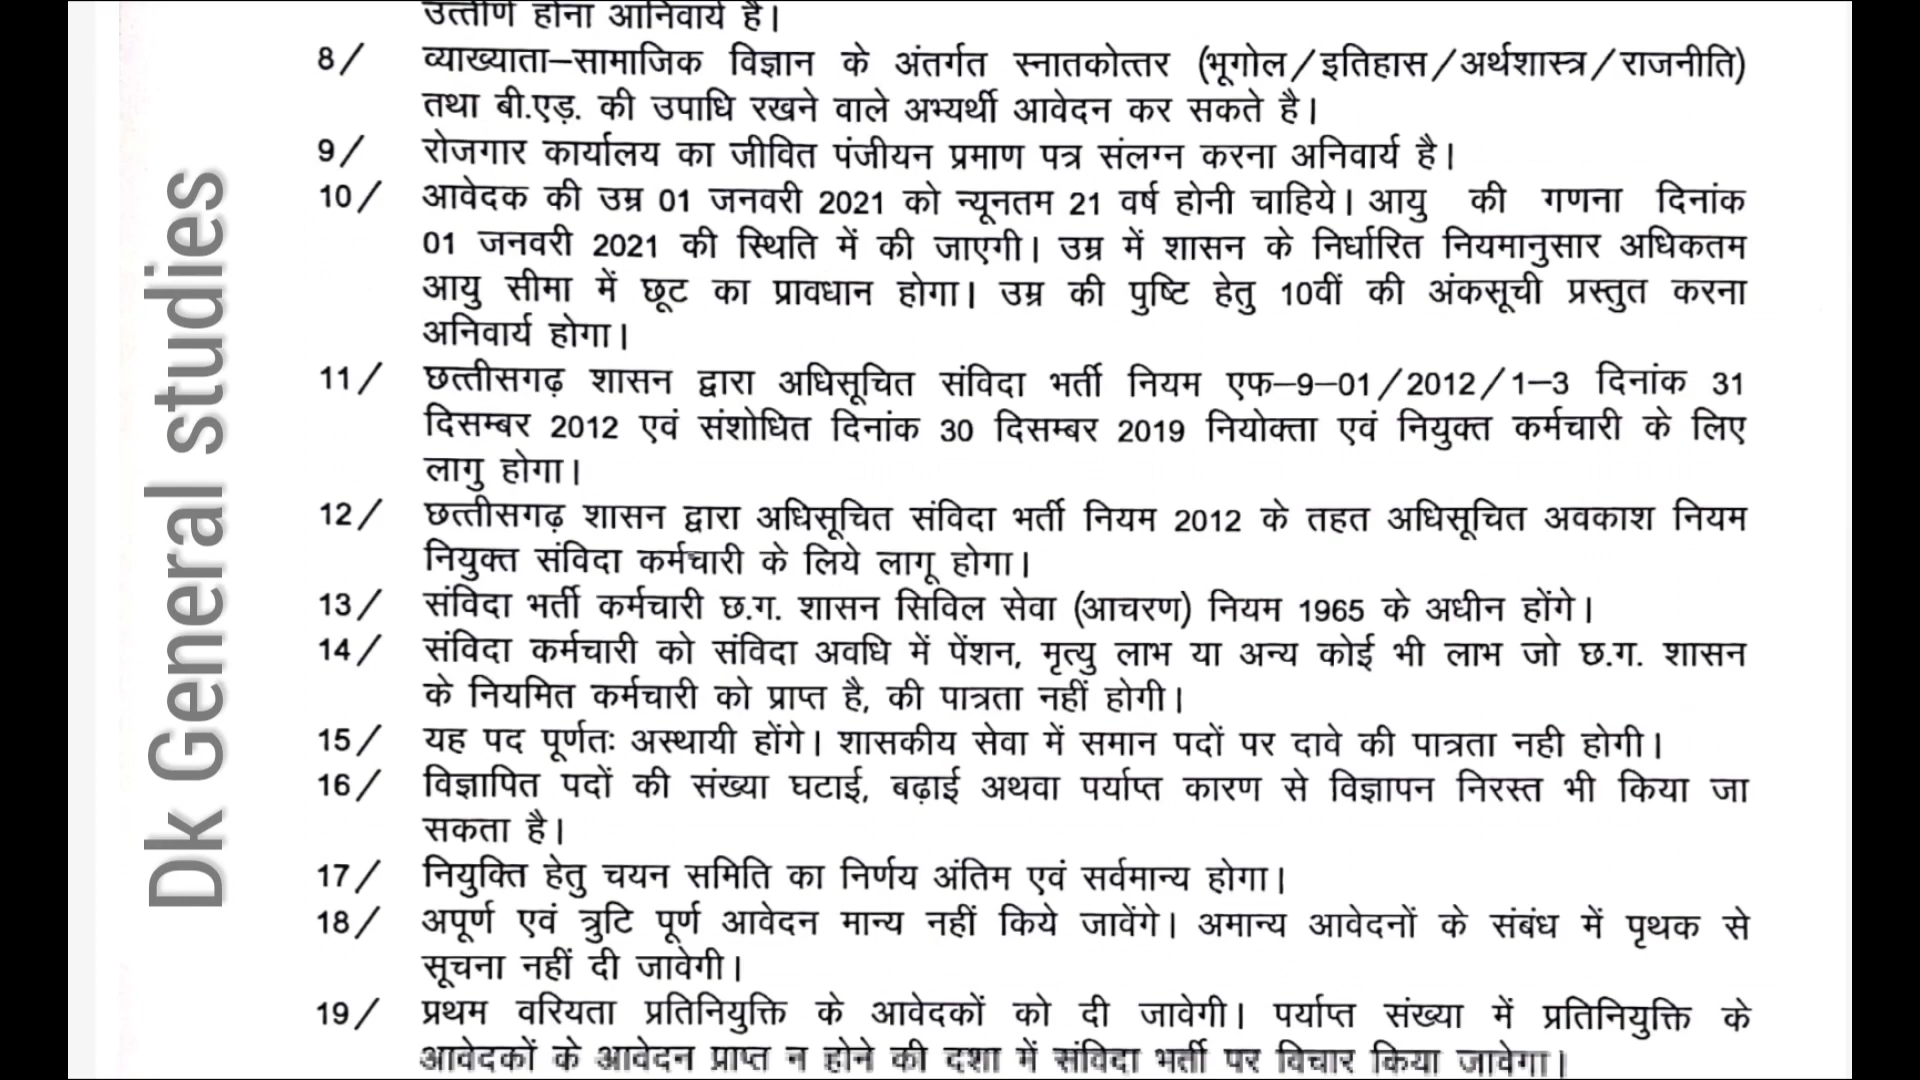 उत्तीर्ण होना आनिवार्य है।
8/ व्याख्याता–सामाजिक विज्ञान के अंतर्गत स्नातकोत्तर (भूगोल/इतिहास/अर्थशास्त्र/राजनीति)
तथा बी.एड़. की उपाधि रखने वाले अभ्यर्थी आवेदन कर सकते है।
9/ रोजगार कार्यालय का जीवित पंजीयन प्रमाण पत्र संलग्न करना अनिवार्य है।
10/ आवेदक की उम्र 01 जनवरी 2021 को न्यूनतम 21 वर्ष होनी चाहिये। आयु की गणना दिनांक
01 जनवरी 2021 की स्थिति में की जाएगी। उम्र में शासन के निर्धारित नियमानुसार अधिकतम
आयु सीमा में छूट का प्रावधान होगा। उम्र की पुष्टि हेतु 10वीं की अंकसूची प्रस्तुत करना
अनिवार्य होगा।
11/ छत्तीसगढ़ शासन द्वारा अधिसूचित संविदा भर्ती नियम एफ–9–01/2012/1–3 दिनांक 31
दिसम्बर 2012 एवं संशोधित दिनांक 30 दिसम्बर 2019 नियोक्ता एवं नियुक्त कर्मचारी के लिए
लागु होगा।
12/ छत्तीसगढ़ शासन द्वारा अधिसूचित संविदा भर्ती नियम 2012 के तहत अधिसूचित अवकाश नियम
नियुक्त संविदा कर्मचारी के लिये लागू होगा।
13/ संविदा भर्ती कर्मचारी छ.ग. शासन सिविल सेवा (आचरण) नियम 1965 के अधीन होंगे।
14/ संविदा कर्मचारी को संविदा अवधि में पेंशन, मृत्यु लाभ या अन्य कोई भी लाभ जो छ.ग. शासन
के नियमित कर्मचारी को प्राप्त है, की पात्रता नहीं होगी।
15/ यह पद पूर्णतः अस्थायी होंगे। शासकीय सेवा में समान पदों पर दावे की पात्रता नही होगी।
16/ विज्ञापित पदों की संख्या घटाई, बढ़ाई अथवा पर्याप्त कारण से विज्ञापन निरस्त भी किया जा
सकता है।
17/ नियुक्ति हेतु चयन समिति का निर्णय अंतिम एवं सर्वमान्य होगा।
18/ अपूर्ण एवं त्रुटि पूर्ण आवेदन मान्य नहीं किये जावेंगे। अमान्य आवेदनों के संबंध में पृथक से
सूचना नहीं दी जावेगी।
19/ प्रथम वरियता प्रतिनियुक्ति के आवेदकों को दी जावेगी। पर्याप्त संख्या में प्रतिनियुक्ति के
आवेदकों के आवेदन प्राप्त न होने की दशा में संविदा भर्ती पर विचार किया जावेगा।
Dk General studies